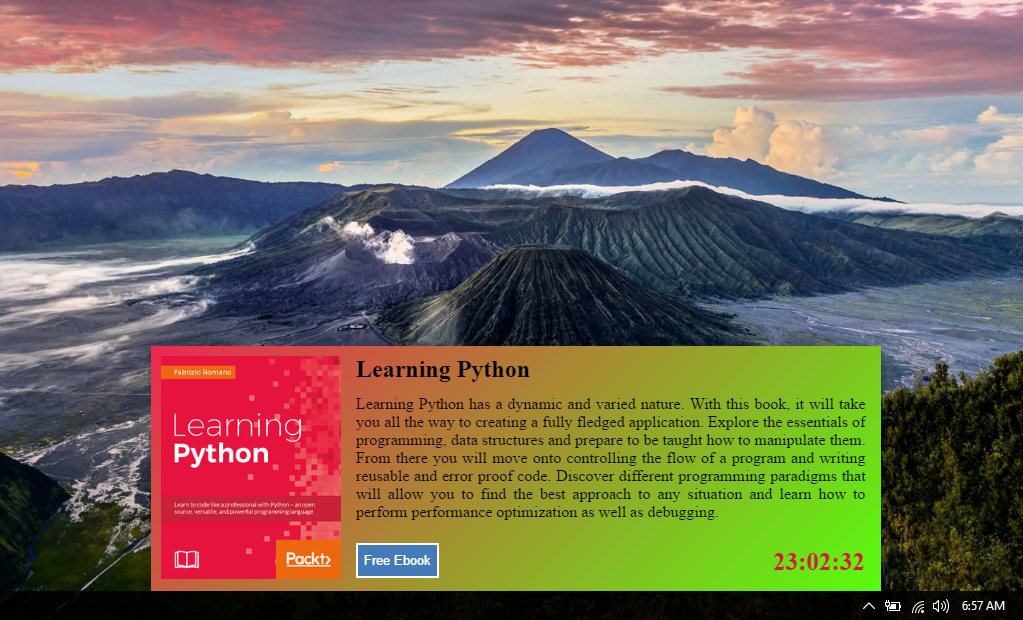 Fabrizio Romano
Learning
Python
Learn to code like a professional with Python – an open
source, versatile, and powerful programming language
Packt>
Learning Python
Learning Python has a dynamic and varied nature. With this book, it will take
you all the way to creating a fully fledged application. Explore the essentials of
programming, data structures and prepare to be taught how to manipulate them.
From there you will move onto controlling the flow of a program and writing
reusable and error proof code. Discover different programming paradigms that
will allow you to find the best approach to any situation and learn how to
perform performance optimization as well as debugging.
Free Ebook
23:02:32
6:57 AM